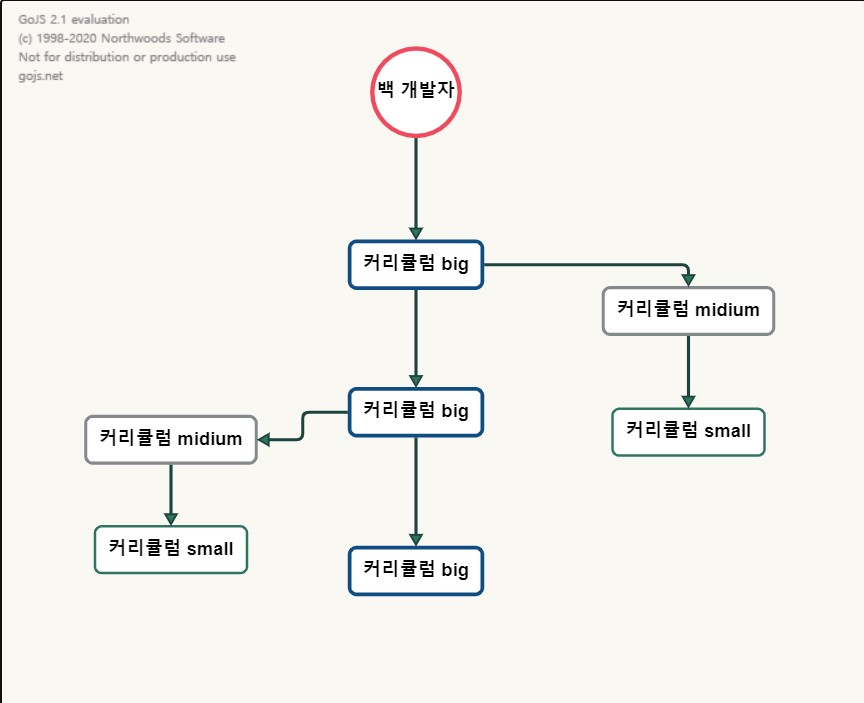 GoJS 2.1 evaluation
(c) 1998-2020 Northwoods Software
Not for distribution or production use
gojs.net
백 개발자
커리큘럼 big
커리큘럼 midium
커리큘럼 big
커리큘럼 small
커리큘럼 midium
커리큘럼 small
커리큘럼 big